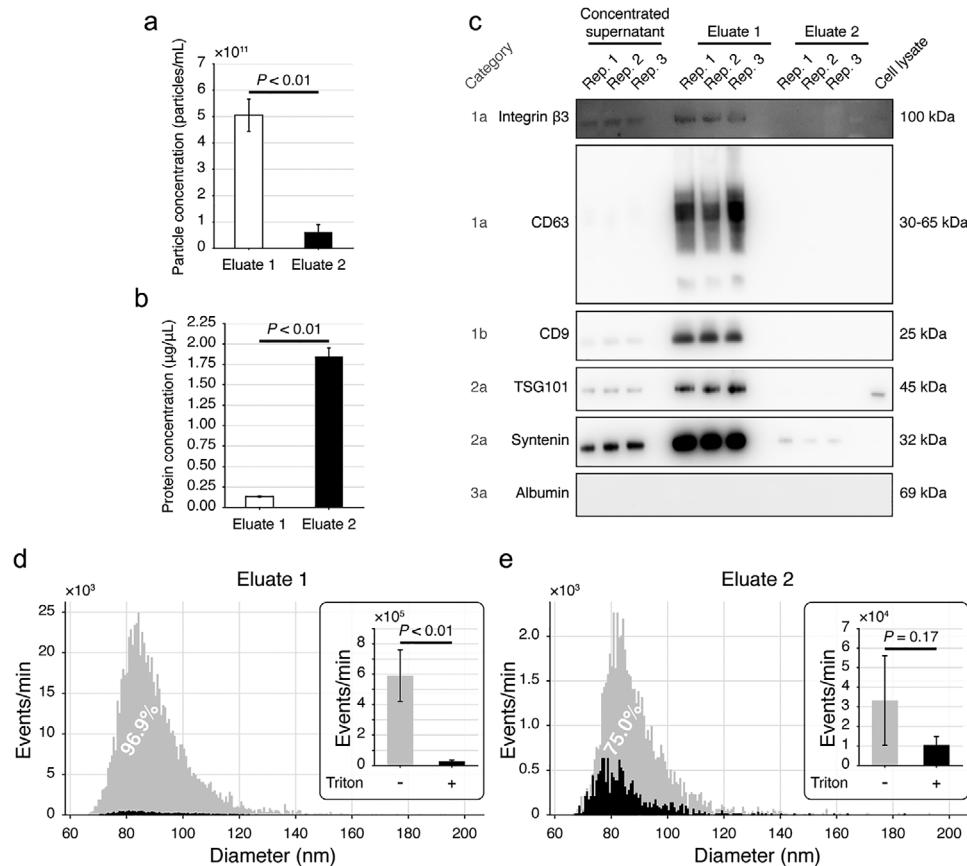 a
×10¹¹
Particle concentration (particles/mL)
7
6
5
4
3
2
1
0
P < 0.01
Eluate 1 Eluate 2
b
Protein concentration (µg/µL)
2.25
2.00
1.75
1.50
1.25
1.00
0.75
0.50
0.25
0.00
P < 0.01
Eluate 1 Eluate 2
c
Category
Concentrated
supernatant
Eluate 1
Eluate 2
Rep. 1 Rep. 2 Rep. 3 Rep. 1 Rep. 2 Rep. 3 Rep. 1 Rep. 2 Rep. 3 Cell lysate
1a Integrin β3 100 kDa
1a CD63 30-65 kDa
1b CD9 25 kDa
2a TSG101 45 kDa
2a Syntenin 32 kDa
3a Albumin 69 kDa
d
Eluate 1
×10³
Events/min
25
20
15
10
5
0
96.9%
60 80 100 120 140 160 180 200
Diameter (nm)
×10⁵
Events/min
8
6
4
2
0
P < 0.01
Triton - +
e
Eluate 2
×10³
Events/min
2.0
1.5
1.0
0.5
0
75.0%
60 80 100 120 140 160 180 200
Diameter (nm)
×10⁴
Events/min
7
6
5
4
3
2
1
0
P = 0.17
Triton - +